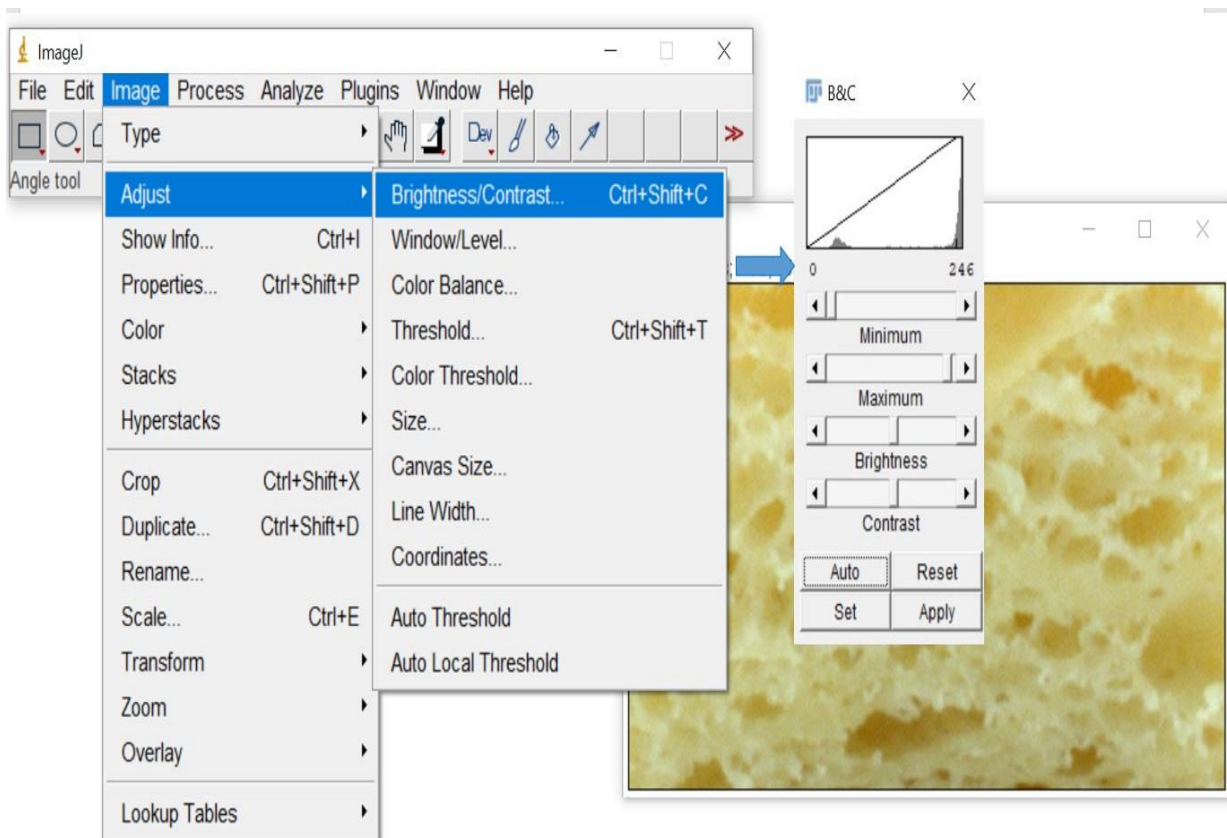 ImageJ
File Edit Image Process Analyze Plugins Window Help
Dev
Angle tool
Type
Adjust
Show Info... Ctrl+I
Properties... Ctrl+Shift+P
Color
Stacks
Hyperstacks
Crop Ctrl+Shift+X
Duplicate... Ctrl+Shift+D
Rename...
Scale... Ctrl+E
Transform
Zoom
Overlay
Lookup Tables
Brightness/Contrast... Ctrl+Shift+C
Window/Level...
Color Balance...
Threshold... Ctrl+Shift+T
Color Threshold...
Size...
Canvas Size...
Line Width...
Coordinates...
Auto Threshold
Auto Local Threshold
B&C
0 246
Minimum
Maximum
Brightness
Contrast
Auto Reset
Set Apply